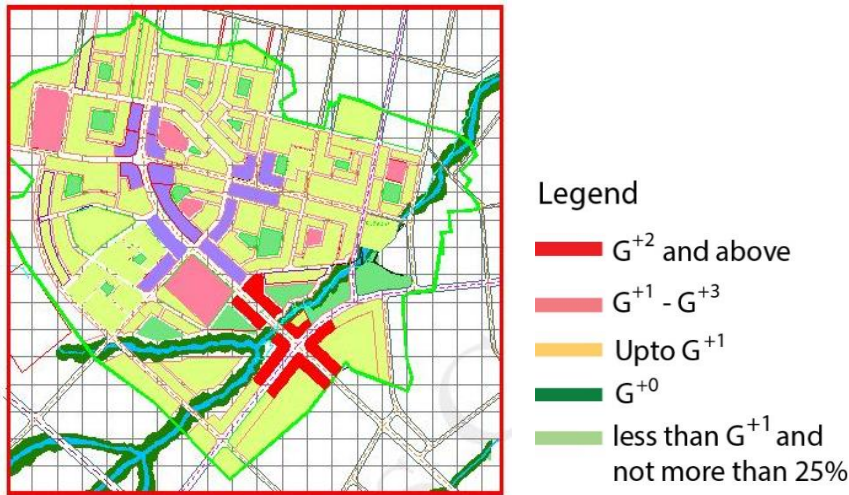 Legend
G+2 and above
G+1 - G+3
Upto G+1
G+0
less than G+1 and
not more than 25%